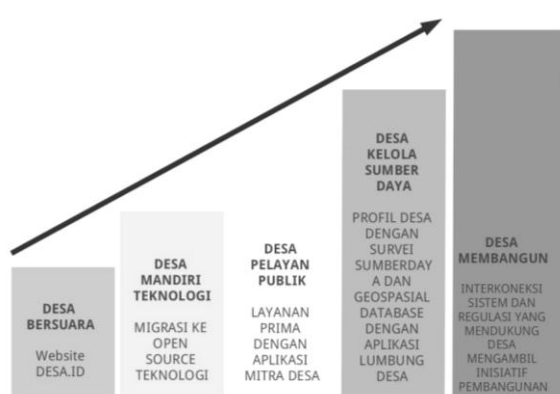 DESA
BERSUARA
Website
DESA.ID
DESA
MANDIRI
TEKNOLOGI
MIGRASI KE
OPEN
SOURCE
TEKNOLOGI
DESA
PELAYAN
PUBLIK
LAYANAN
PRIMA
DENGAN
APLIKASI
MITRA DESA
DESA
KELOLA
SUMBER
DAYA
PROFIL DESA
DENGAN
SURVEI
SUMBERDAY
A DAN
GEOSPASIAL
DATABASE
DENGAN
APLIKASI
LUMBUNG
DESA
DESA
MEMBANGUN
INTERKONEKSI
SISTEM DAN
REGULASI YANG
MENDUKUNG
DESA
MENGAMBIL
INISIATIF
PEMBANGUNAN